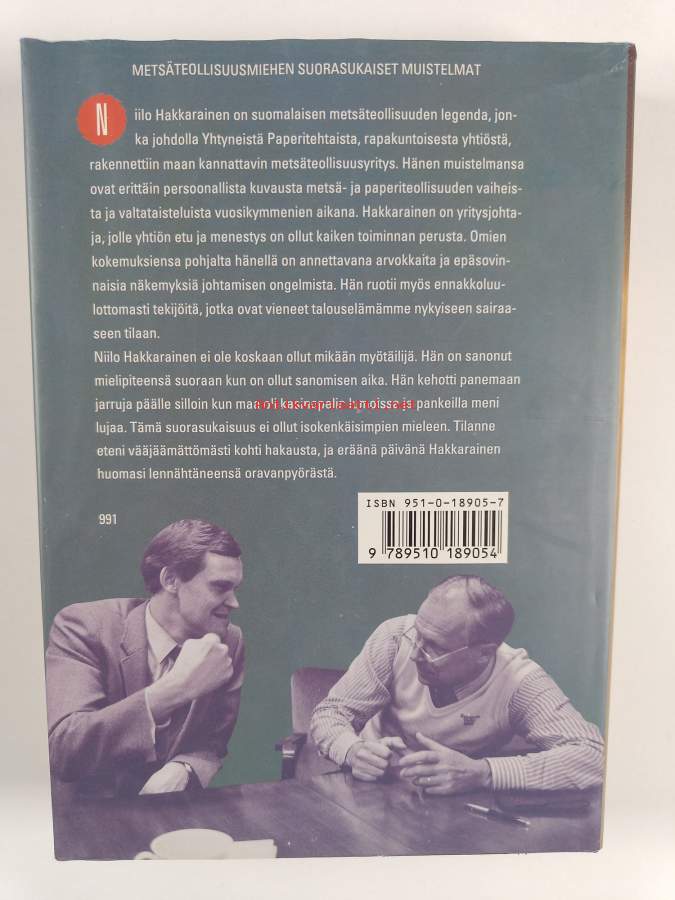 METSÄTEOLLISUUSMIEHEN SUORASUKAISET MUISTELMAT
Niilo Hakkarainen on suomalaisen metsäteollisuuden legenda, jon-
ka johdolla Yhtyneistä Paperitehtaista, rapakuntoisesta yhtiöstä,
rakennettiin maan kannattavin metsäteollisuusyritys. Hänen muistelmansa
ovat erittäin persoonallista kuvausta metsä- ja paperiteollisuuden vaiheis-
ta ja valtataisteluista vuosikymmenien aikana. Hakkarainen on yritysjohta-
ja, jolle yhtiön etu ja menestys on ollut kaiken toiminnan perusta. Omien
kokemuksiensa pohjalta hänellä on annettavana arvokkaita ja epäsovin-
naisia näkemyksiä johtamisen ongelmista. Hän ruotii myös ennakkoluu-
lottomasti tekijöitä, jotka ovat vieneet talouselämämme nykyiseen sairaa-
seen tilaan.
Niilo Hakkarainen ei ole koskaan ollut mikään myötäilijä. Hän on sanonut
mielipiteensä suoraan kun on ollut sanomisen aika. Hän kehotti panemaan
jarruja päälle silloin kun maa oli kasinopelin ja pankeilla meni
lujaa. Tämä suorasukaisuus ei ollut isokenkäisimpien mieleen. Tilanne
eteni vääjäämättömästi kohti hakausta, ja eräänä päivänä Hakkarainen
huomasi lennähtäneensä oravanpyörästä.
991
ISBN 951-0-18905-7
9 789510 189054